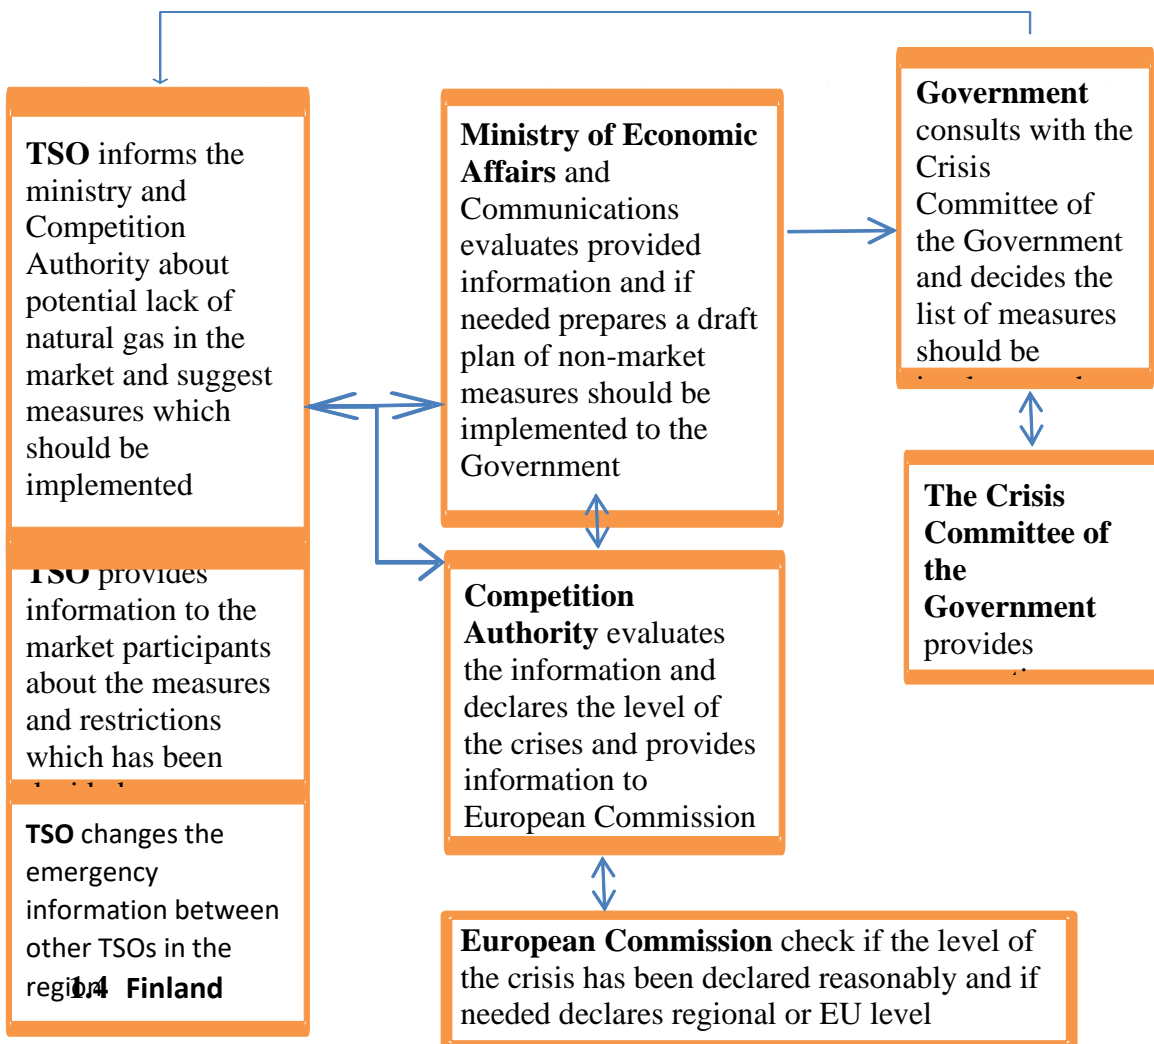 TSO informs the
ministry and
Competition
Authority about
potential lack of
natural gas in the
market and suggest
measures which
should be
implemented
TSO provides
information to the
market participants
about the measures
and restrictions
which has been
TSO changes the
emergency
information between
other TSOs in the
region
1.4 Finland
Ministry of Economic
Affairs and
Communications
evaluates provided
information and if
needed prepares a draft
plan of non-market
measures should be
implemented to the
Government
Competition
Authority evaluates
the information and
declares the level of
the crises and provides
information to
European Commission
European Commission check if the level of
the crisis has been declared reasonably and if
needed declares regional or EU level
Government
consults with the
Crisis
Committee of
the Government
and decides the
list of measures
should be
The Crisis
Committee of
the
Government
provides